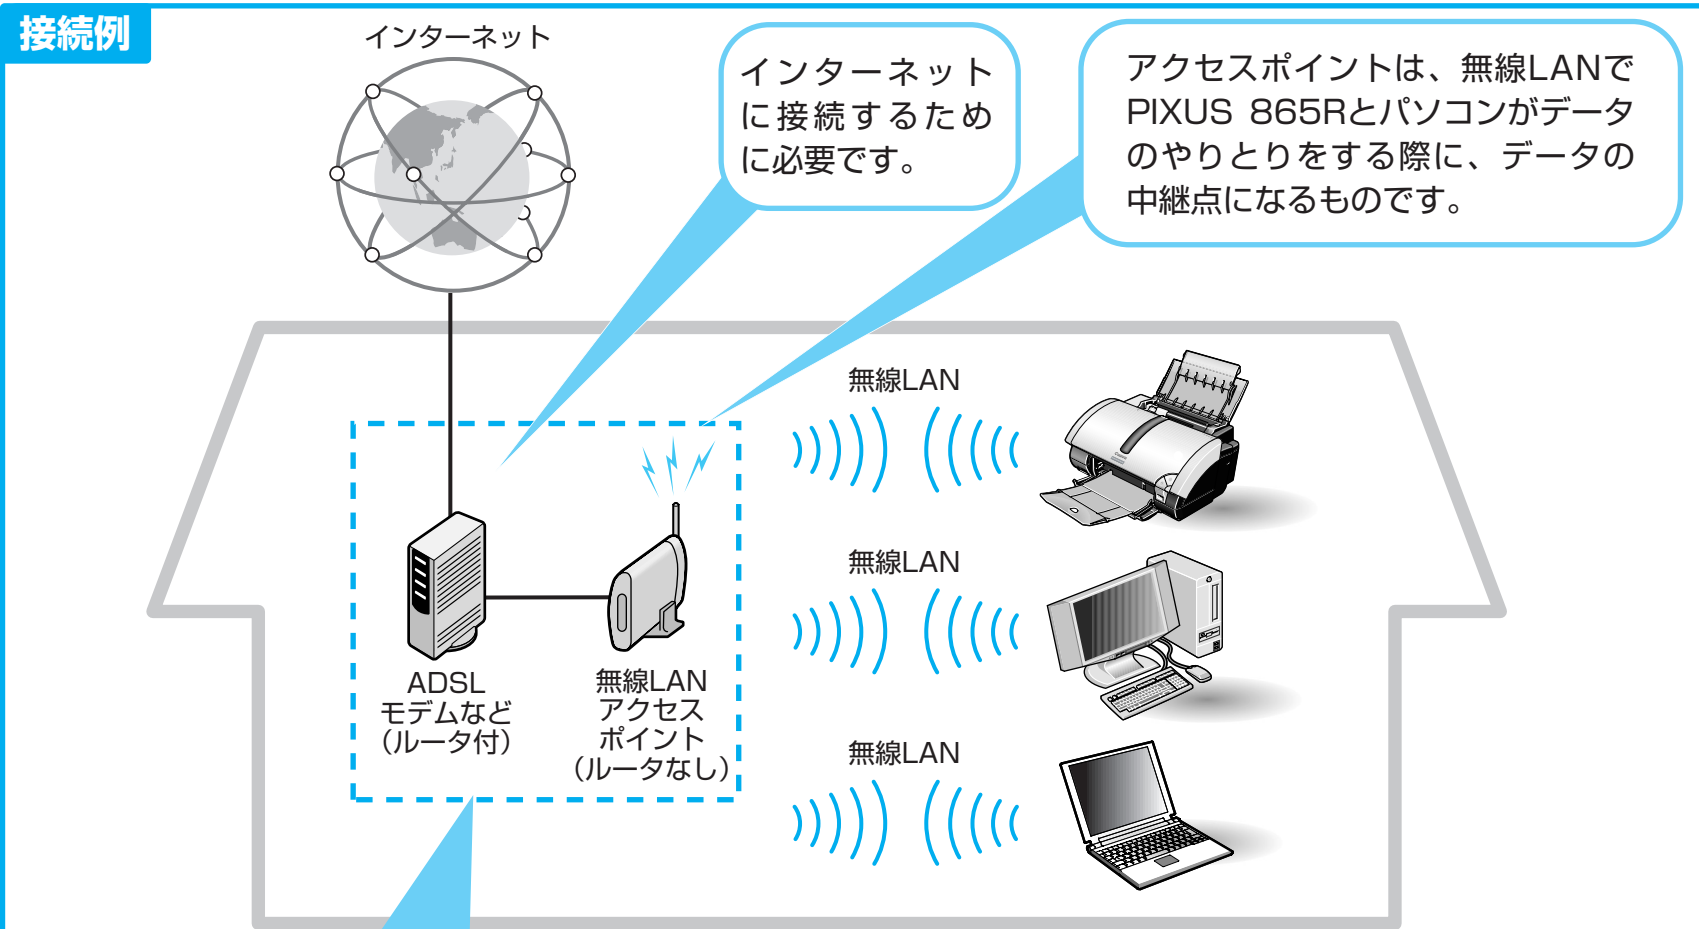 接続例
インターネット
インターネット
に接続するため
に必要です。
アクセスポイントは、無線LANで
PIXUS 865Rとパソコンがデータ
のやりとりをする際に、データの
中継点になるものです。
無線LAN
無線LAN
ADSL
モデムなど
（ルータ付）
無線LAN
アクセス
ポイント
（ルータなし）
無線LAN